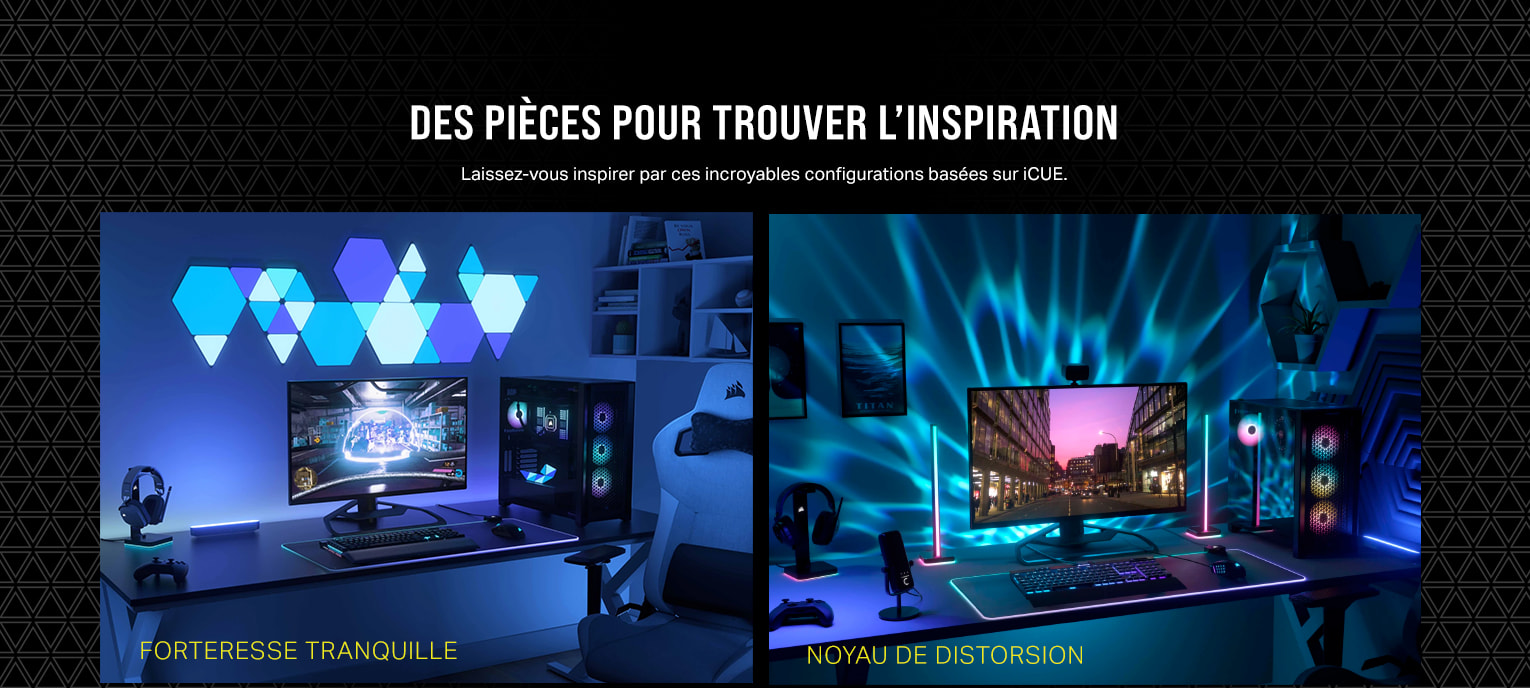 DES PIÈCES POUR TROUVER L’INSPIRATION
Laissez-vous inspirer par ces incroyables configurations basées sur iCUE.
TITAN
FORTERESSE TRANQUILLE
NOYAU DE DISTORSION